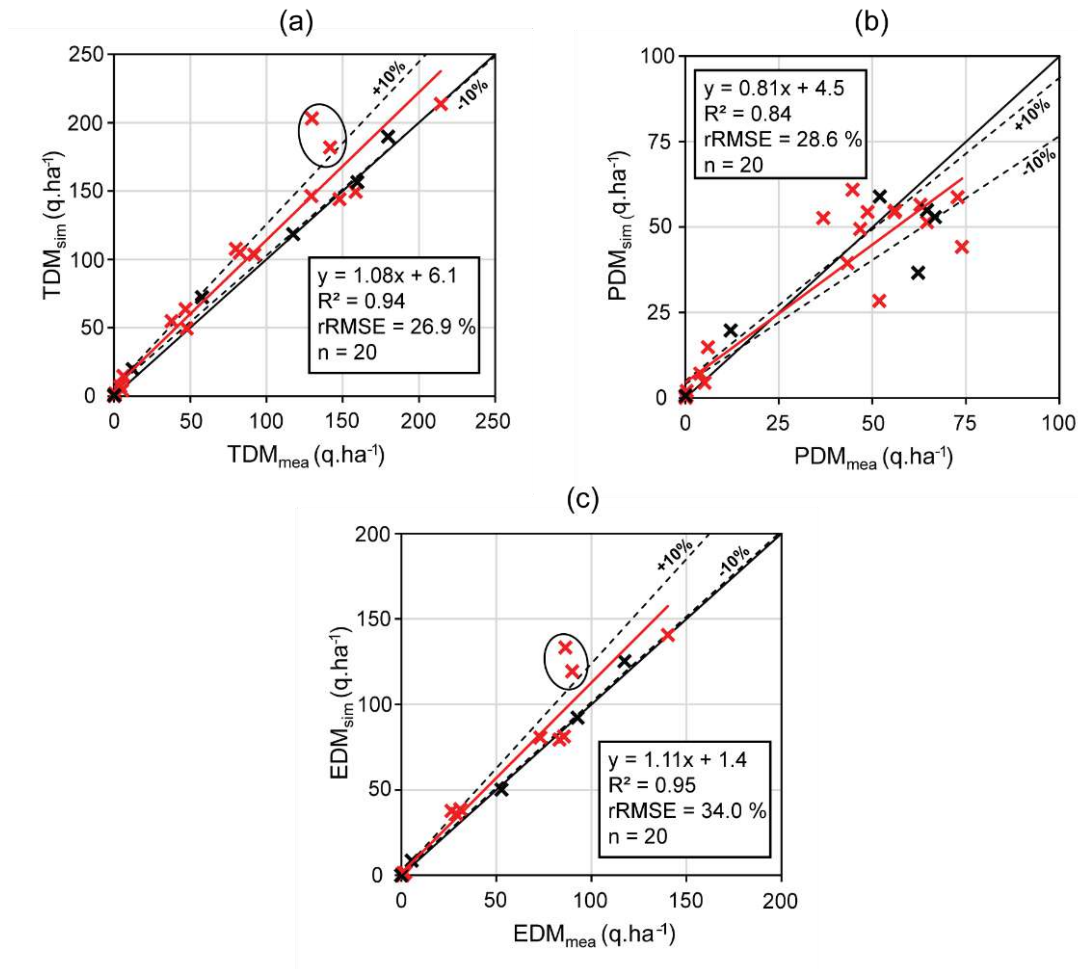 (a)
250
200
150
100
50
0
TDMsim (q.ha-1)
+10%
-10%
y = 1.08x + 6.1
R² = 0.94
rRMSE = 26.9 %
n = 20
0 50 100 150 200 250
TDMmea (q.ha-1)
(b)
100
75
50
25
0
PDMsim (q.ha-1)
y = 0.81x + 4.5
R² = 0.84
rRMSE = 28.6 %
n = 20
+10%
-10%
0 25 50 75 100
PDMmea (q.ha-1)
(c)
200
150
100
50
0
EDMsim (q.ha-1)
+10%
-10%
y = 1.11x + 1.4
R² = 0.95
rRMSE = 34.0 %
n = 20
0 50 100 150 200
EDMmea (q.ha-1)